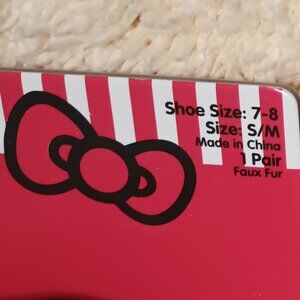 Shoe Size: 7-8
Size: S/M
Made in China
1 Pair
Faux Fur